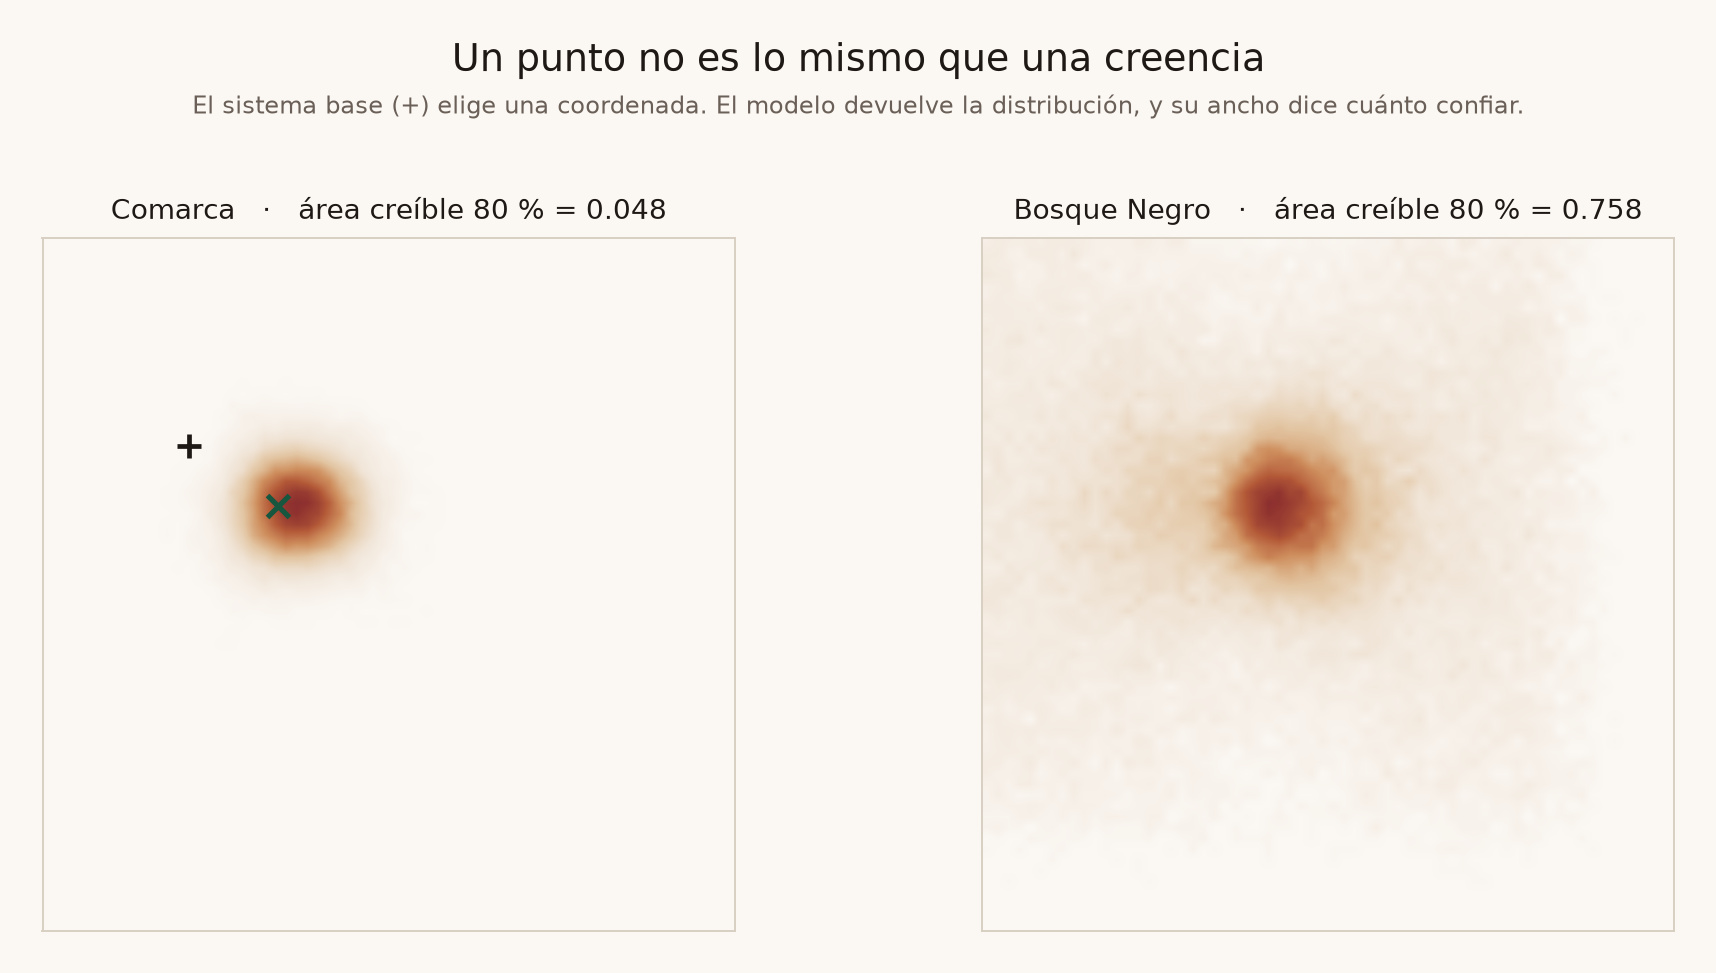 Un punto no es lo mismo que una creencia
El sistema base (+) elige una coordenada. El modelo devuelve la distribución, y su ancho dice cuánto confiar.
Comarca · área creíble 80 % = 0.048
Bosque Negro · área creíble 80 % = 0.758